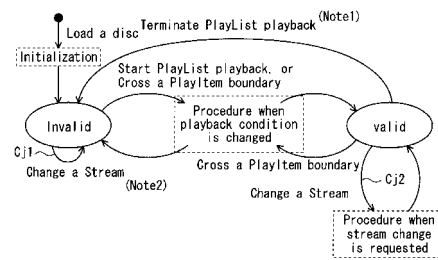 Load a disc
Terminate PlayList playback
(Note1)
Initialization
Start PlayList playback, or
Cross a PlayItem boundary
Invalid
Procedure when
playback condition
is changed
valid
Cj1
Change a Stream
(Note2)
Cross a PlayItem boundary
Change a Stream
Cj2
Procedure when
stream change
is requested